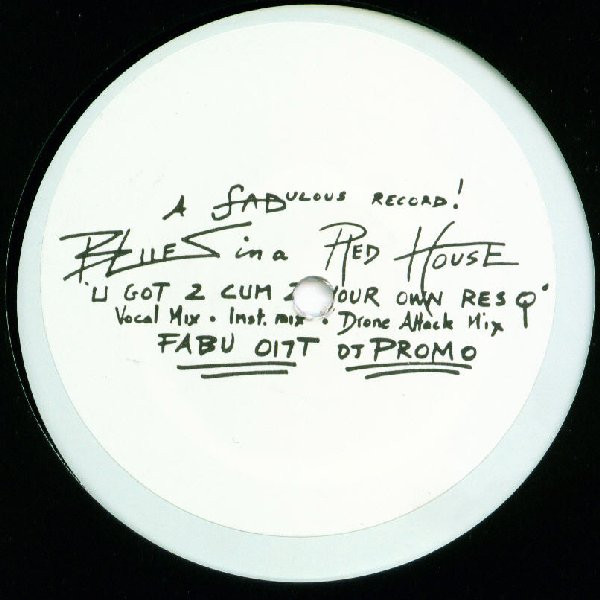 A FABULOUS RECORD!
BLUES in a RED HOUSE
'U GOT 2 CUM 2 YOUR OWN RES Q'
Vocal Mix • Inst. mix • Drone Attack Mix
FABU 017T DJ PROMO